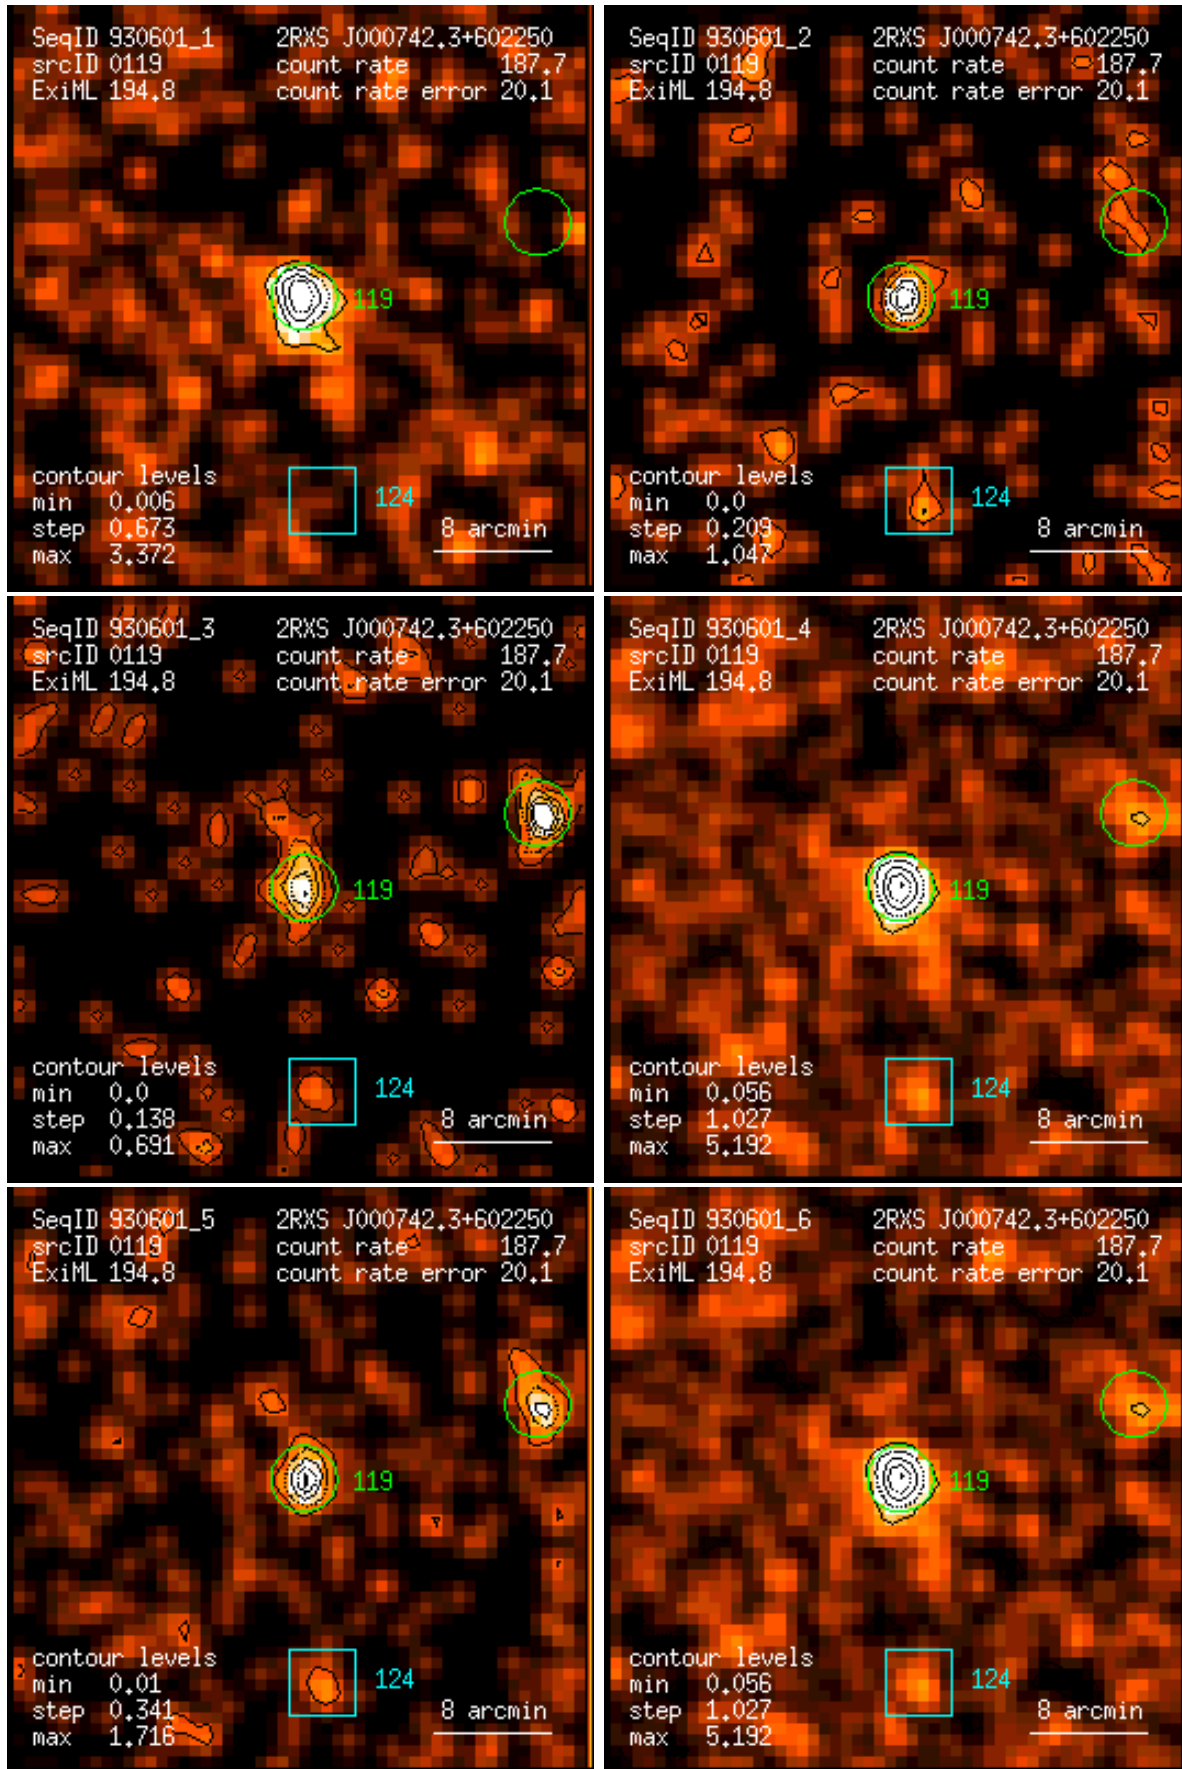 SeqID 930601_1 2RXS J000742.3+602250
srcID 0119 count rate 187.7
ExiML 194.8 count rate error 20.1
119
contour levels
min 0.006 124
step 0.673 8 arcmin
max 3.372
SeqID 930601_2 2RXS J000742.3+602250
srcID 0119 count rate 187.7
ExiML 194.8 count rate error 20.1
119
contour levels
min 0.0 124
step 0.209 8 arcmin
max 1.047
SeqID 930601_3 2RXS J000742.3+602250
srcID 0119 count rate 187.7
ExiML 194.8 count rate error 20.1
119
contour levels
min 0.0 124
step 0.138 8 arcmin
max 0.691
SeqID 930601_4 2RXS J000742.3+602250
srcID 0119 count rate 187.7
ExiML 194.8 count rate error 20.1
119
contour levels
min 0.056 124
step 1.027 8 arcmin
max 5.192
SeqID 930601_5 2RXS J000742.3+602250
srcID 0119 count rate 187.7
ExiML 194.8 count rate error 20.1
119
contour levels
min 0.01 124
step 0.341 8 arcmin
max 1.716
SeqID 930601_6 2RXS J000742.3+602250
srcID 0119 count rate 187.7
ExiML 194.8 count rate error 20.1
119
contour levels
min 0.056 124
step 1.027 8 arcmin
max 5.192